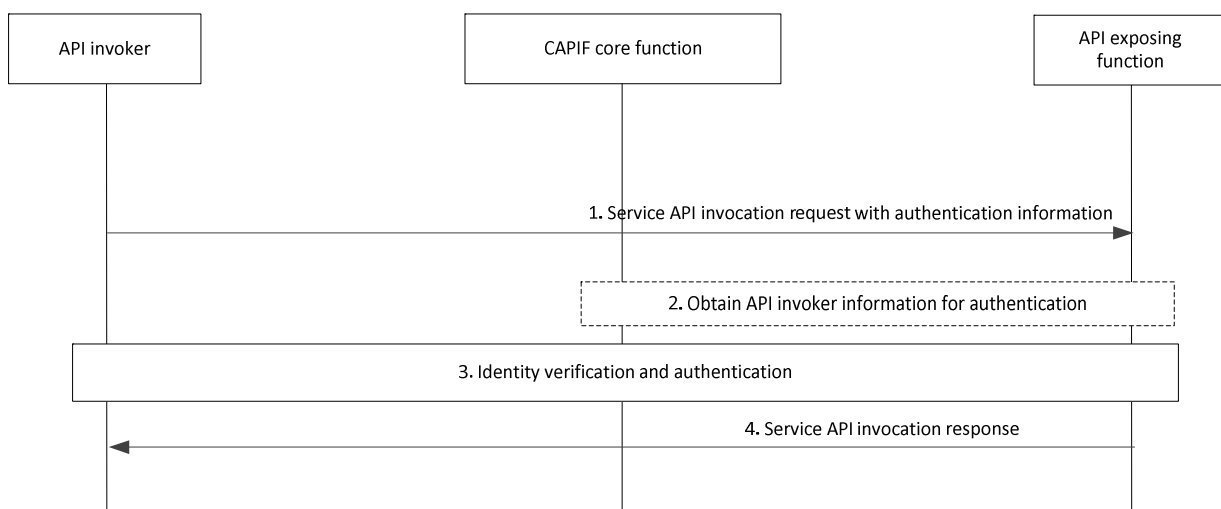 API invoker
CAPIF core function
API exposing
function
1. Service API invocation request with authentication information
2. Obtain API invoker information for authentication
3. Identity verification and authentication
4. Service API invocation response